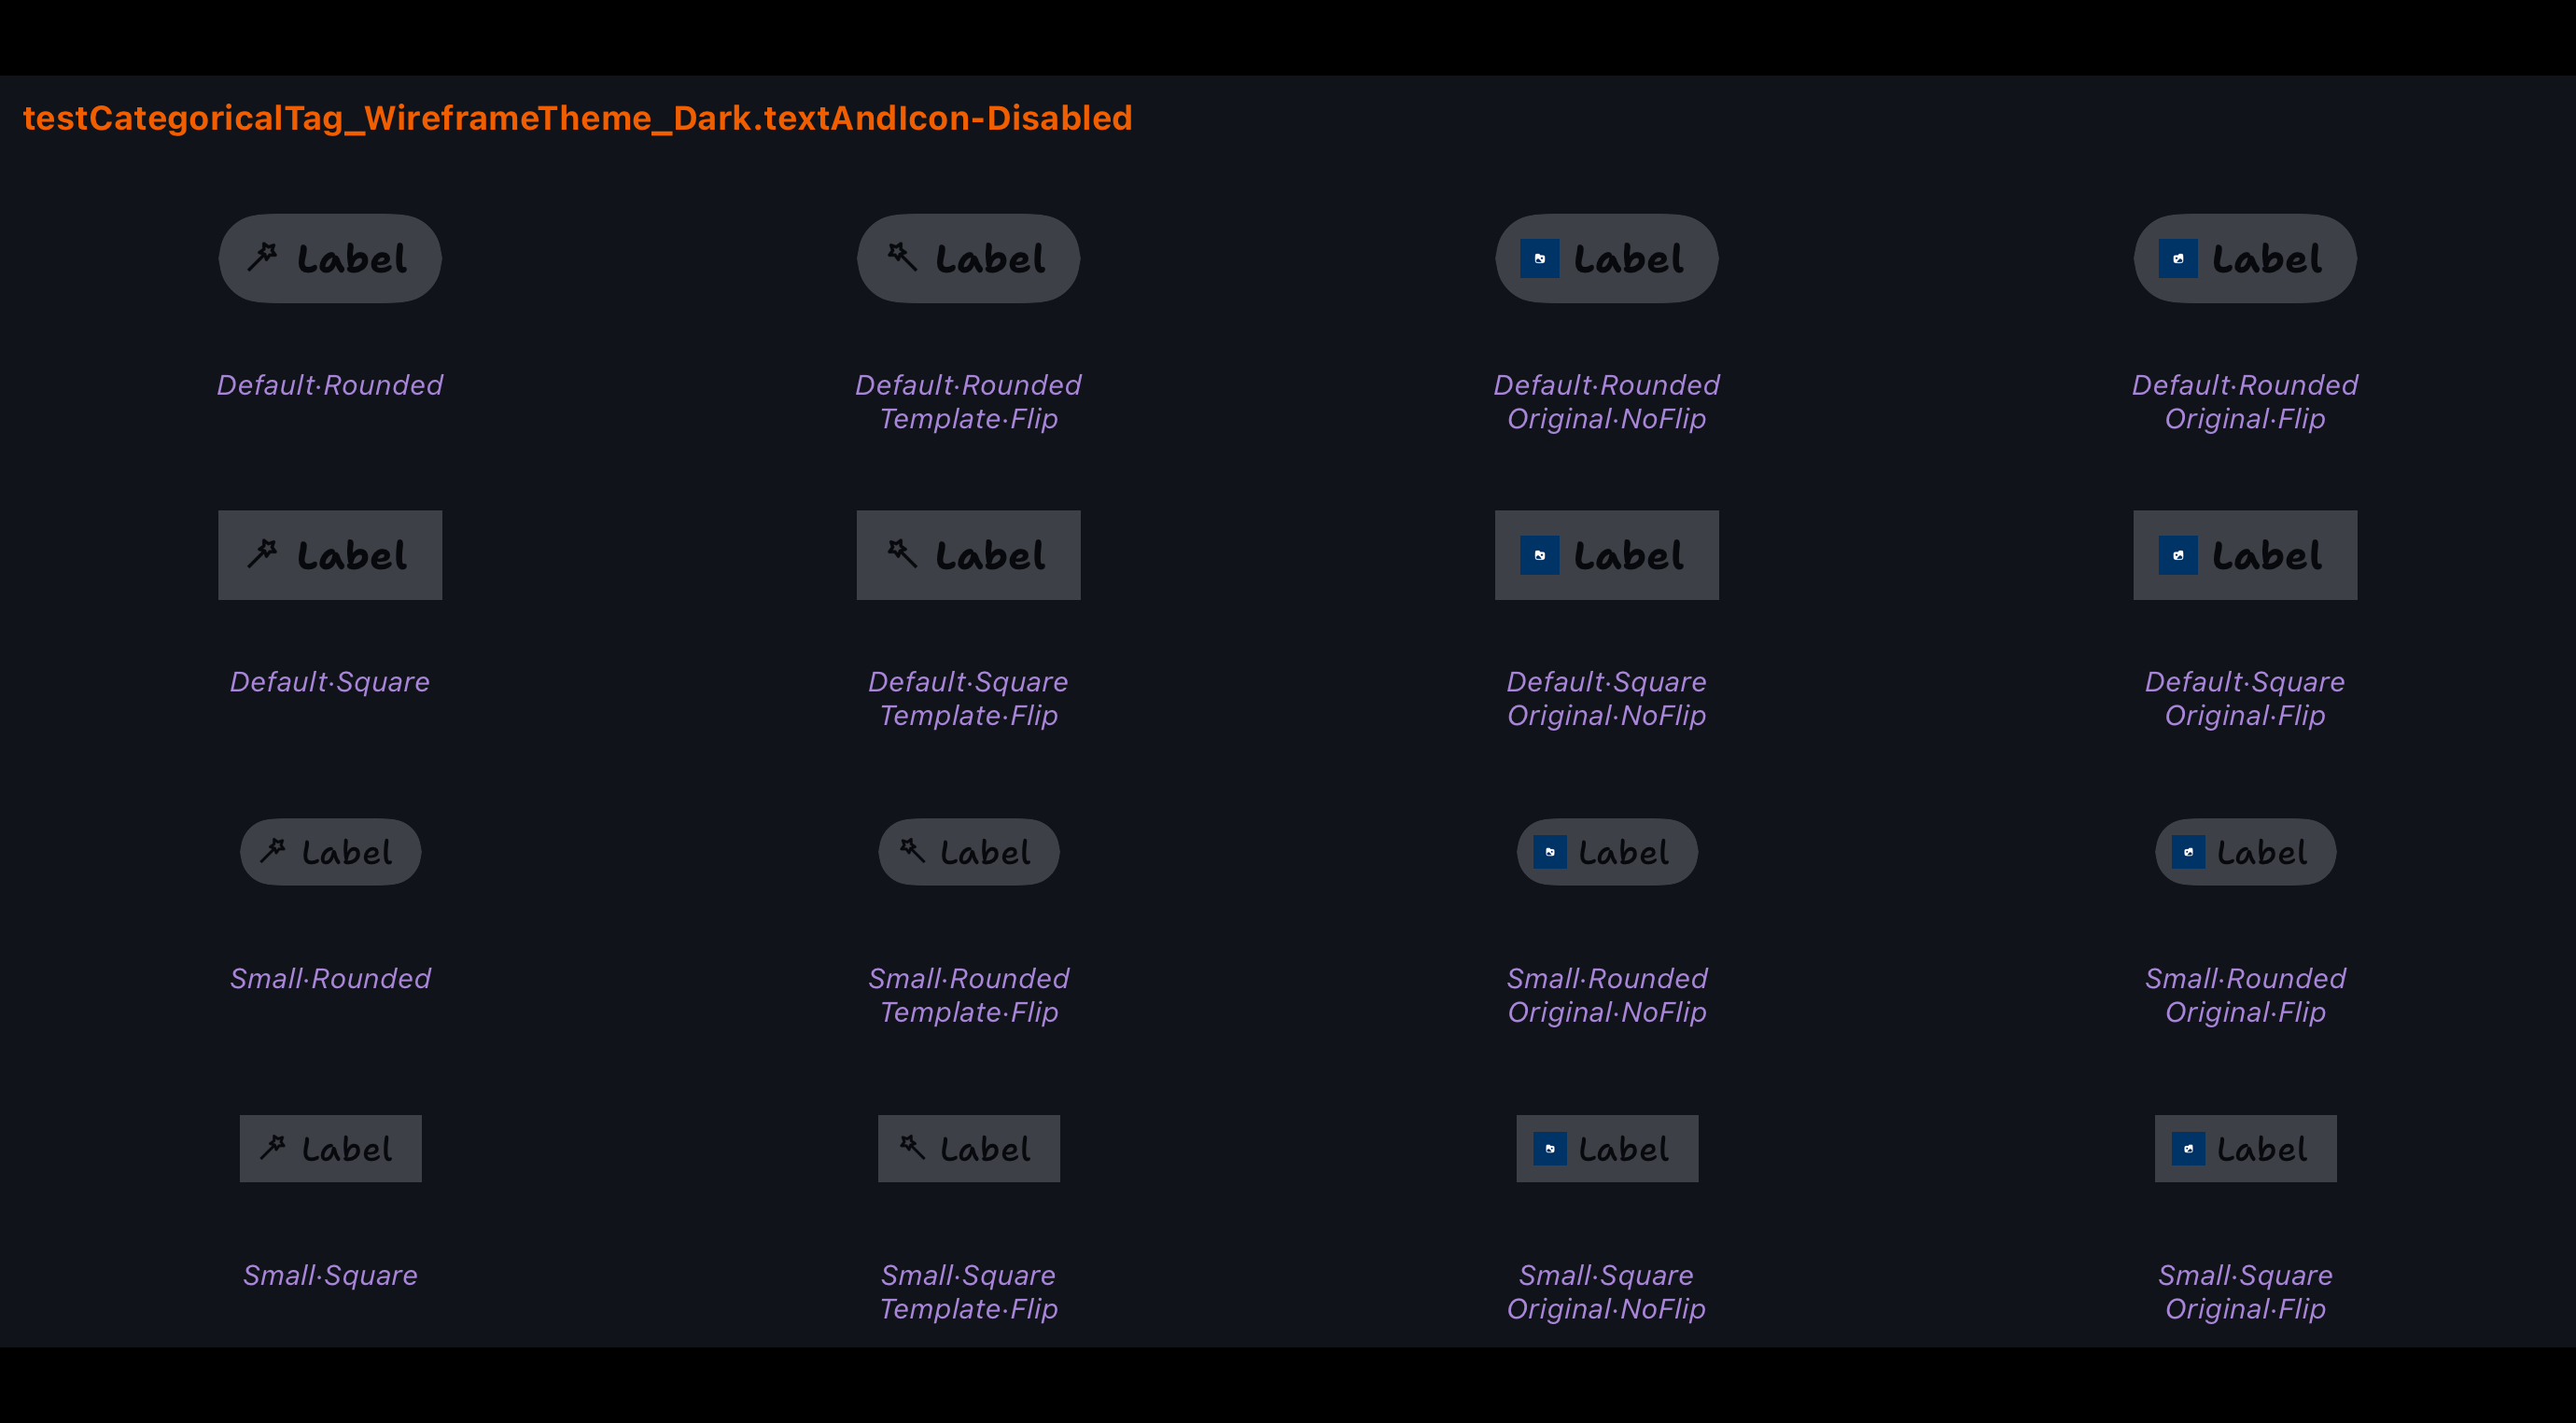 testCategoricalTag_WireframeTheme_Dark.textAndIcon-Disabled
Label
Label
Label
Label
Default·Rounded
Default·Rounded
Template·Flip
Default·Rounded
Original·NoFlip
Default·Rounded
Original·Flip
Label
Label
Label
Label
Default·Square
Default·Square
Template·Flip
Default·Square
Original·NoFlip
Default·Square
Original·Flip
Label
Label
Label
Label
Small·Rounded
Small·Rounded
Template·Flip
Small·Rounded
Original·NoFlip
Small·Rounded
Original·Flip
Label
Label
Label
Label
Small·Square
Small·Square
Template·Flip
Small·Square
Original·NoFlip
Small·Square
Original·Flip